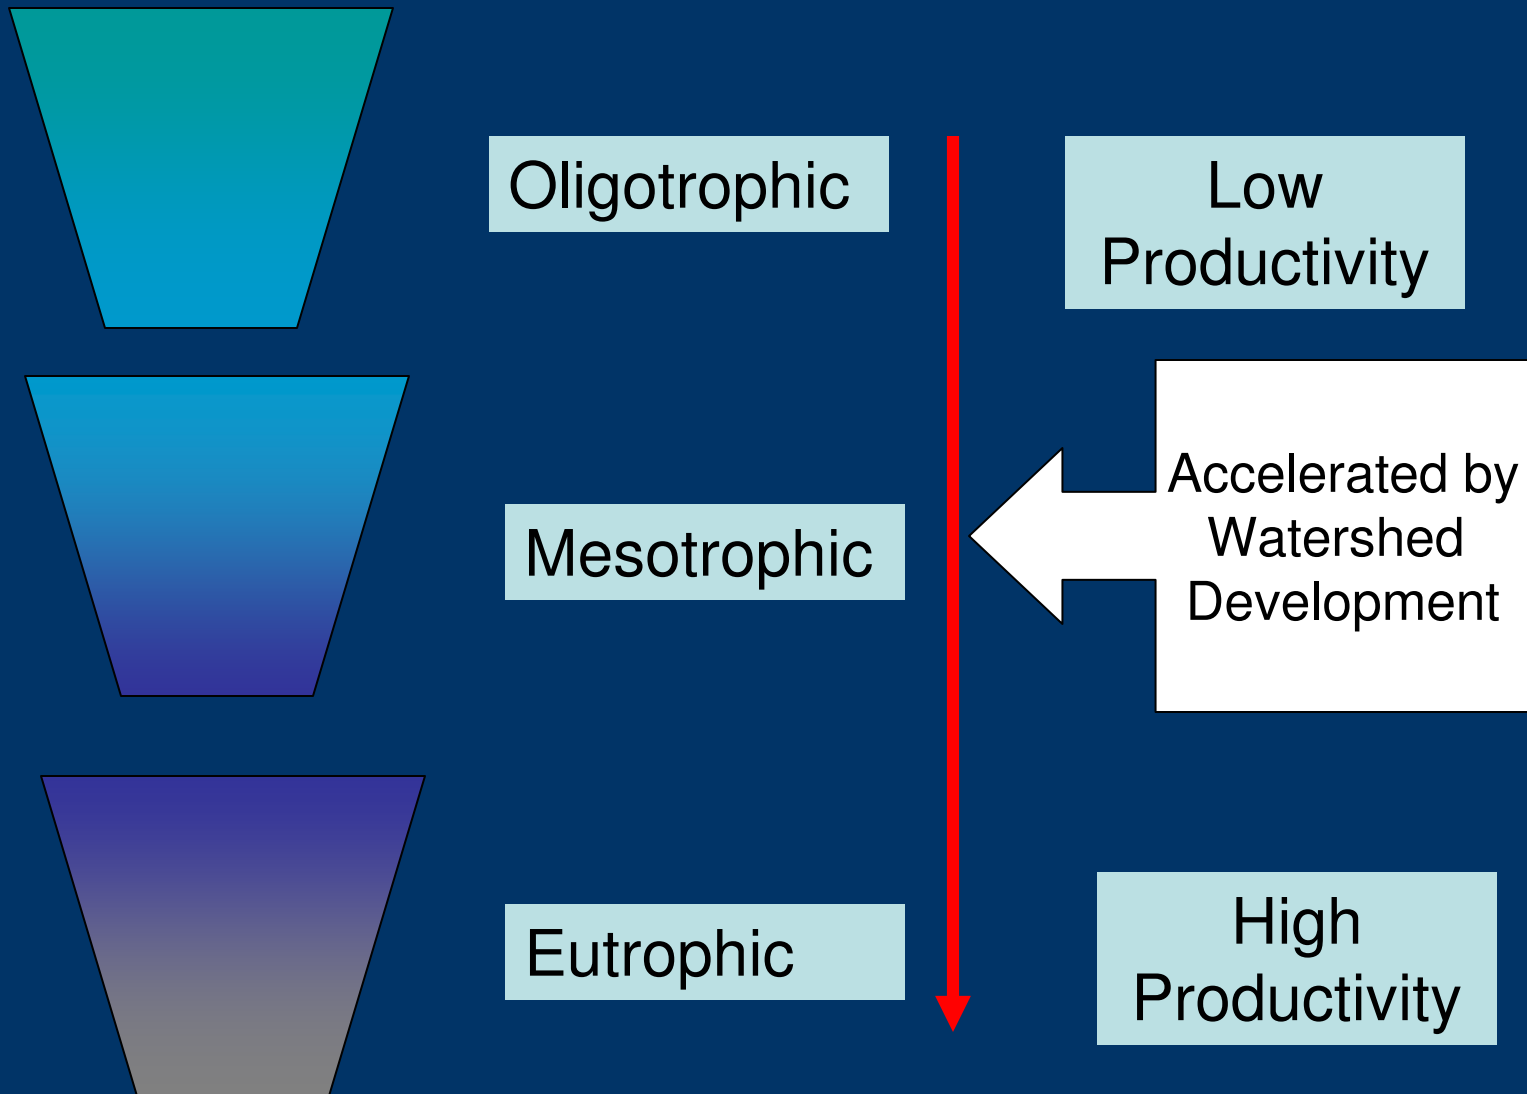 Oligotrophic
Low
Productivity
Accelerated by
Watershed
Development
Mesotrophic
Eutrophic
High
Productivity